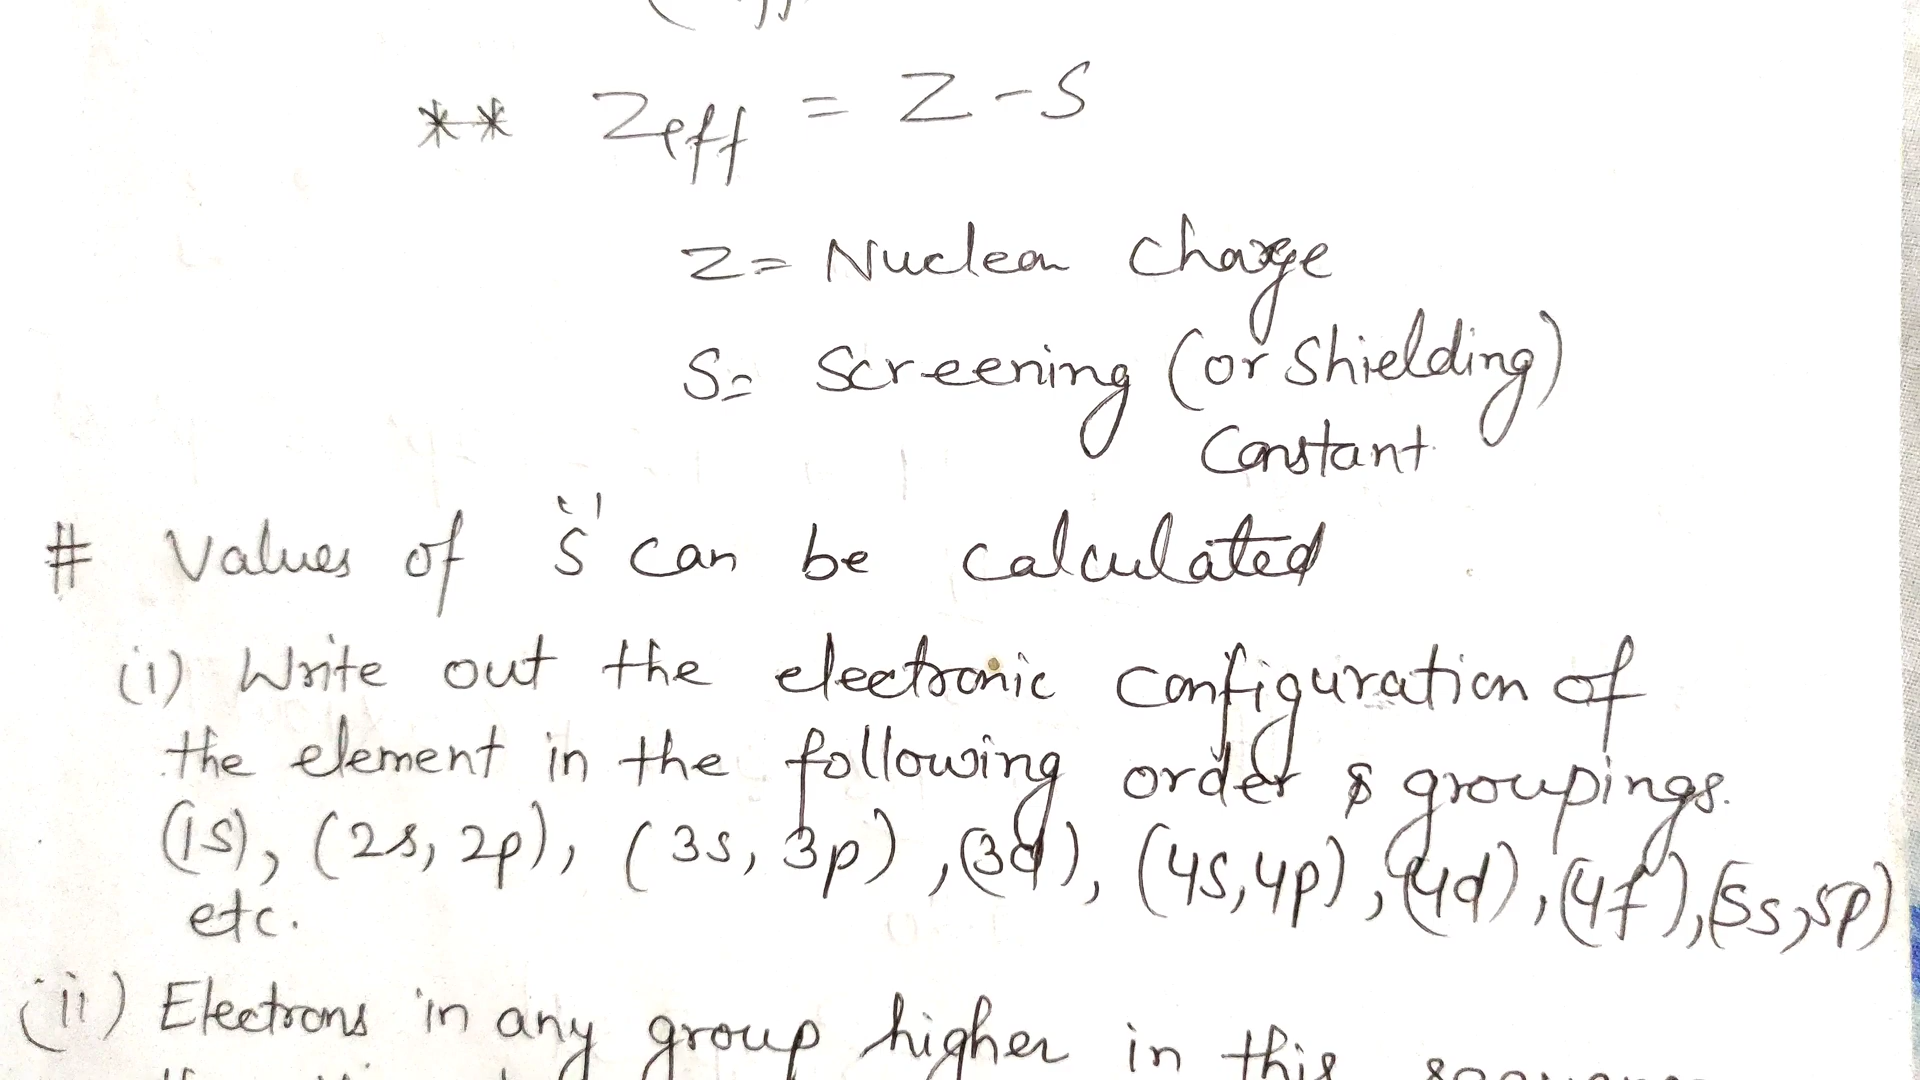 ** Zeff = Z - S
Z = Nuclear charge
S = Screening (or Shielding)
Constant
# Values of 'S' can be calculated
(i) Write out the electronic configuration of
the element in the following order & groupings.
(1s), (2s, 2p), (3s, 3p), (3d), (4s, 4p), (4d), (4f), (5s, 5p)
etc.
(ii) Electrons in any group higher in this